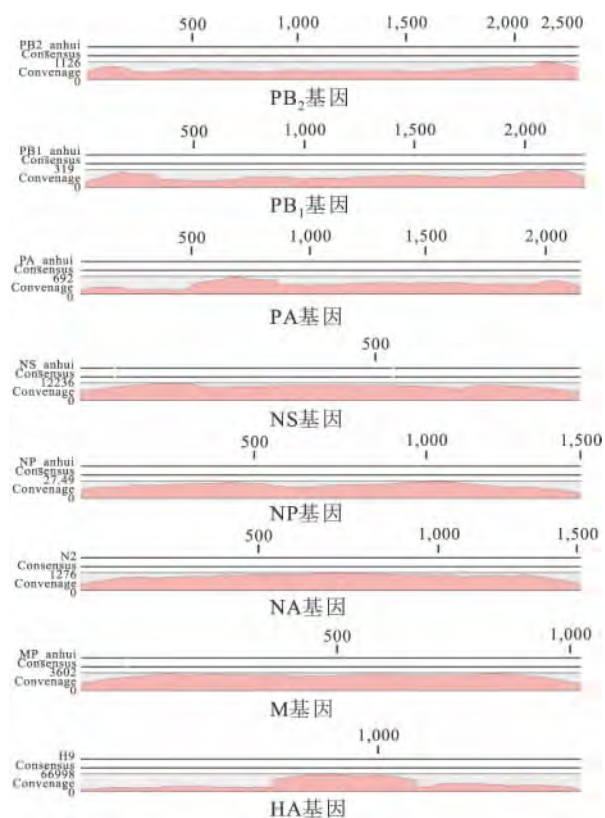 500 1,000 1,500 2,000 2,500
PB2 anhui
Consensus
1126
Convenage
0
PB₂基因
500 1,000 1,500 2,000
PB1 anhui
Consensus
319
Convenage
0
PB₁基因
500 1,000 1,500 2,000
PA anhui
Consensus
692
Convenage
0
PA基因
500
NS anhui
Consensus
12236
Convenage
0
NS基因
500 1,000 1,500
NP anhui
Consensus
27.49
Convenage
0
NP基因
500 1,000 1,500
N2
Consensus
1276
Convenage
0
NA基因
500 1,000
MP anhui
Consensus
3602
Convenage
0
M基因
1,000
H9
Consensus
66998
Convenage
0
HA基因